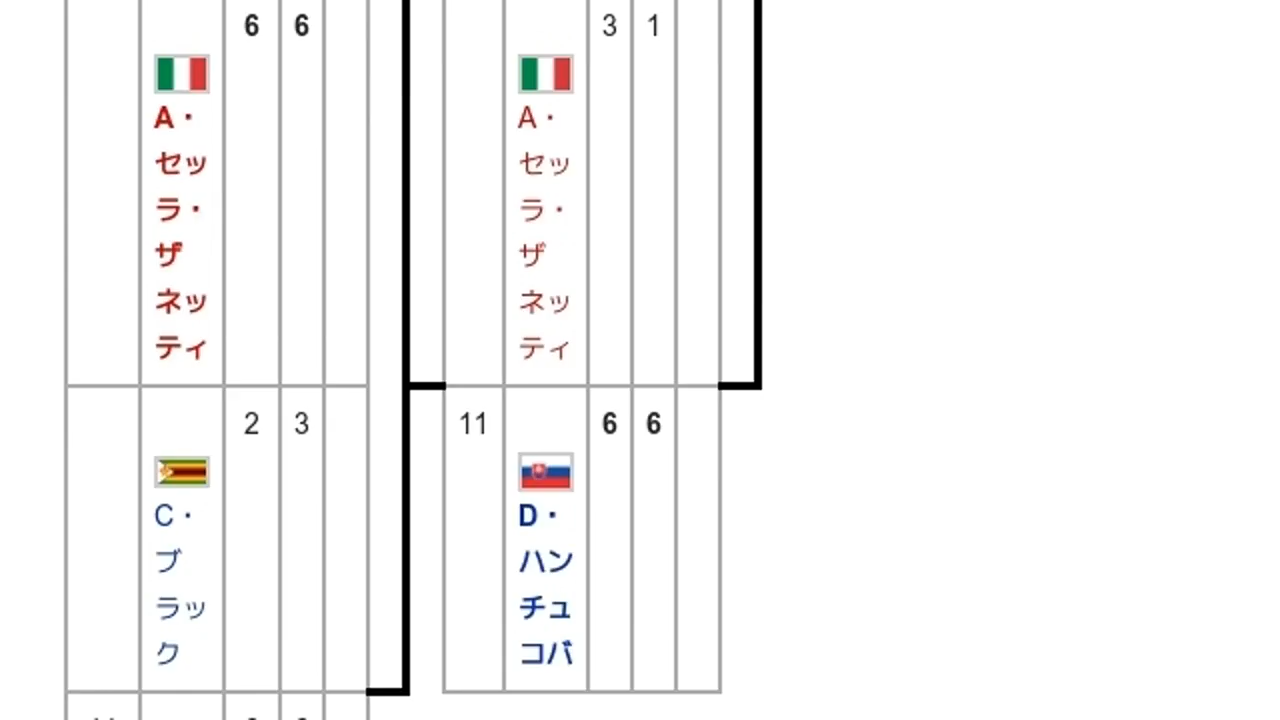 6 6
A・
セッ
ラ・
ザ
ネッ
ティ
2 3
C・
ブ
ラッ
ク
3 1
A・
セッ
ラ・
ザ
ネッ
ティ
11 6 6
D・
ハン
チュ
コバ